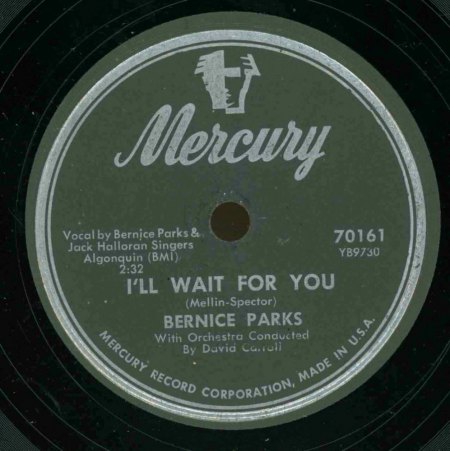 Mercury
Vocal by Bernice Parks &
Jack Halloran Singers
Algonquin (BMI)
2:32
70161
YB9730
I'LL WAIT FOR YOU
(Mellin-Spector)
BERNICE PARKS
With Orchestra Conducted
By David Carroll
MERCURY RECORD CORPORATION, MADE IN U.S.A.